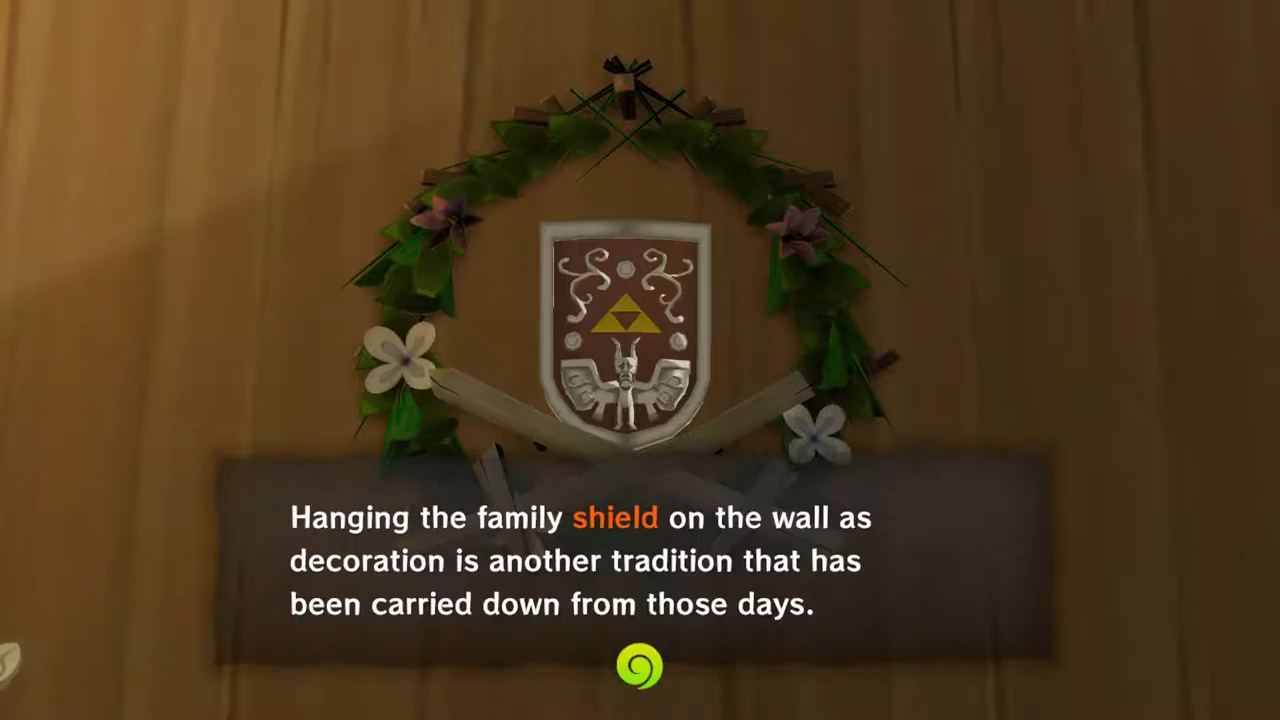 Hanging the family shield on the wall as
decoration is another tradition that has
been carried down from those days.